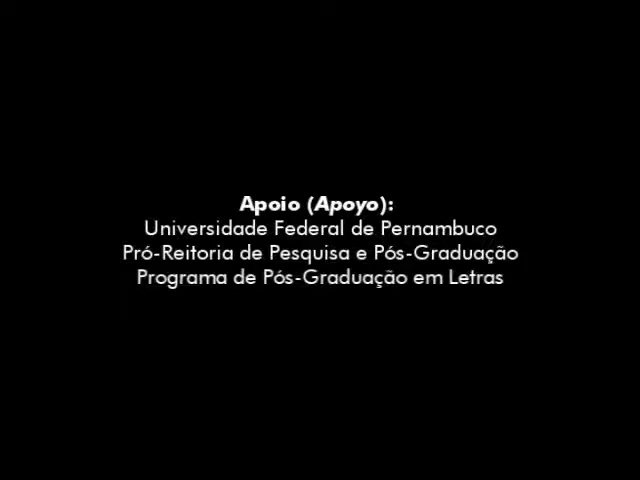 Apoio (Apoyo):
Universidade Federal de Pernambuco
Pró-Reitoria de Pesquisa e Pós-Graduação
Programa de Pós-Graduação em Letras